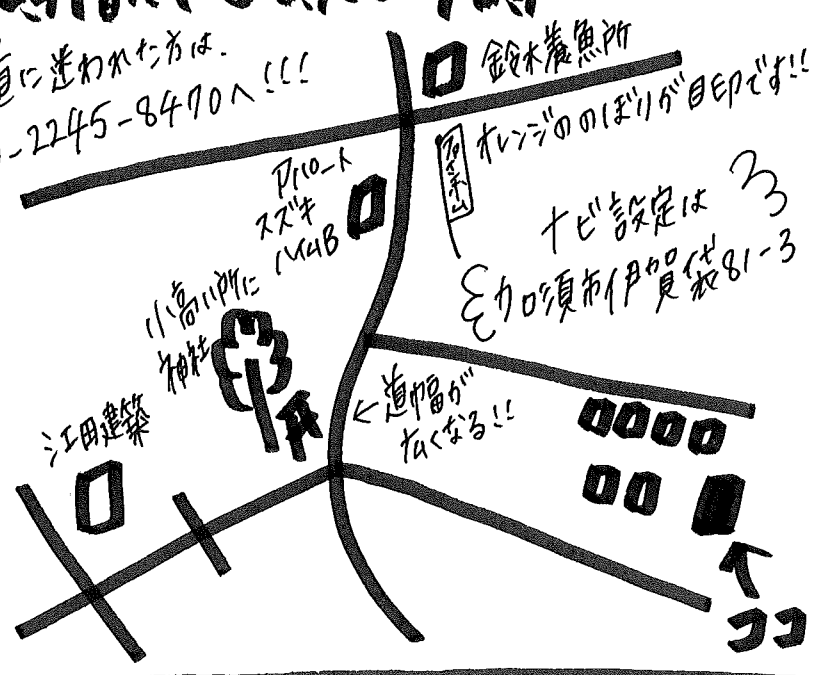 道に迷われた方は、
-2245-8470へ!!!
鈴木養魚所
オレンジののぼりが目印です!!
アパート
スズキ
ハイムB
ナビ設定は
加須市伊賀袋81-3
小高い所に
神社
←道幅が
広くなる!!
江田建築
ココ